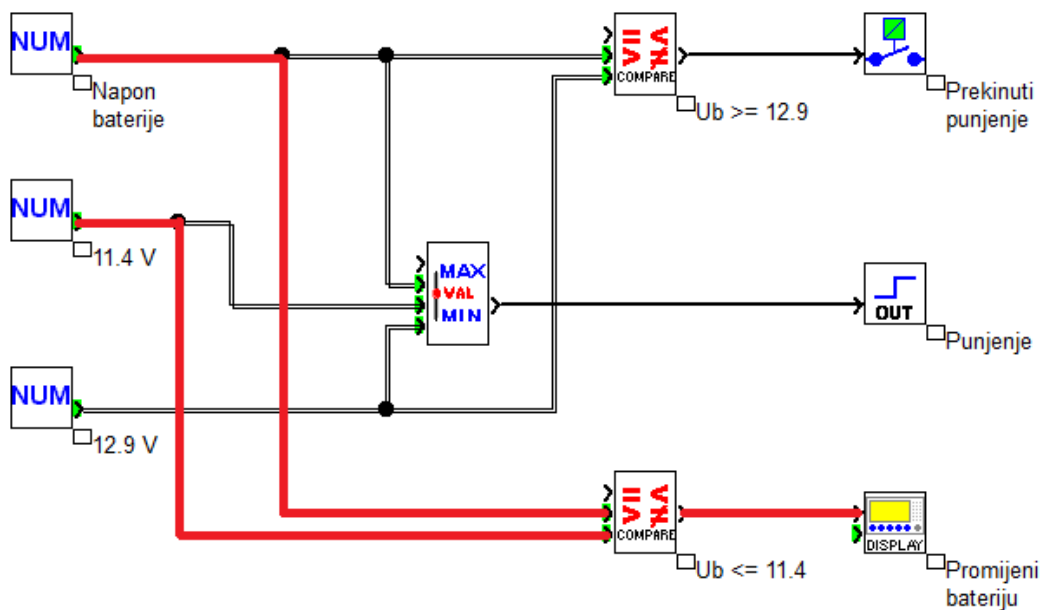 NUM
Napon
baterije
COMPARE
Ub >= 12.9
Prekinuti
punjenje
NUM
11.4 V
MAX
VAL
MIN
OUT
Punjenje
NUM
12.9 V
COMPARE
Ub <= 11.4
DISPLAY
Promijeni
bateriju